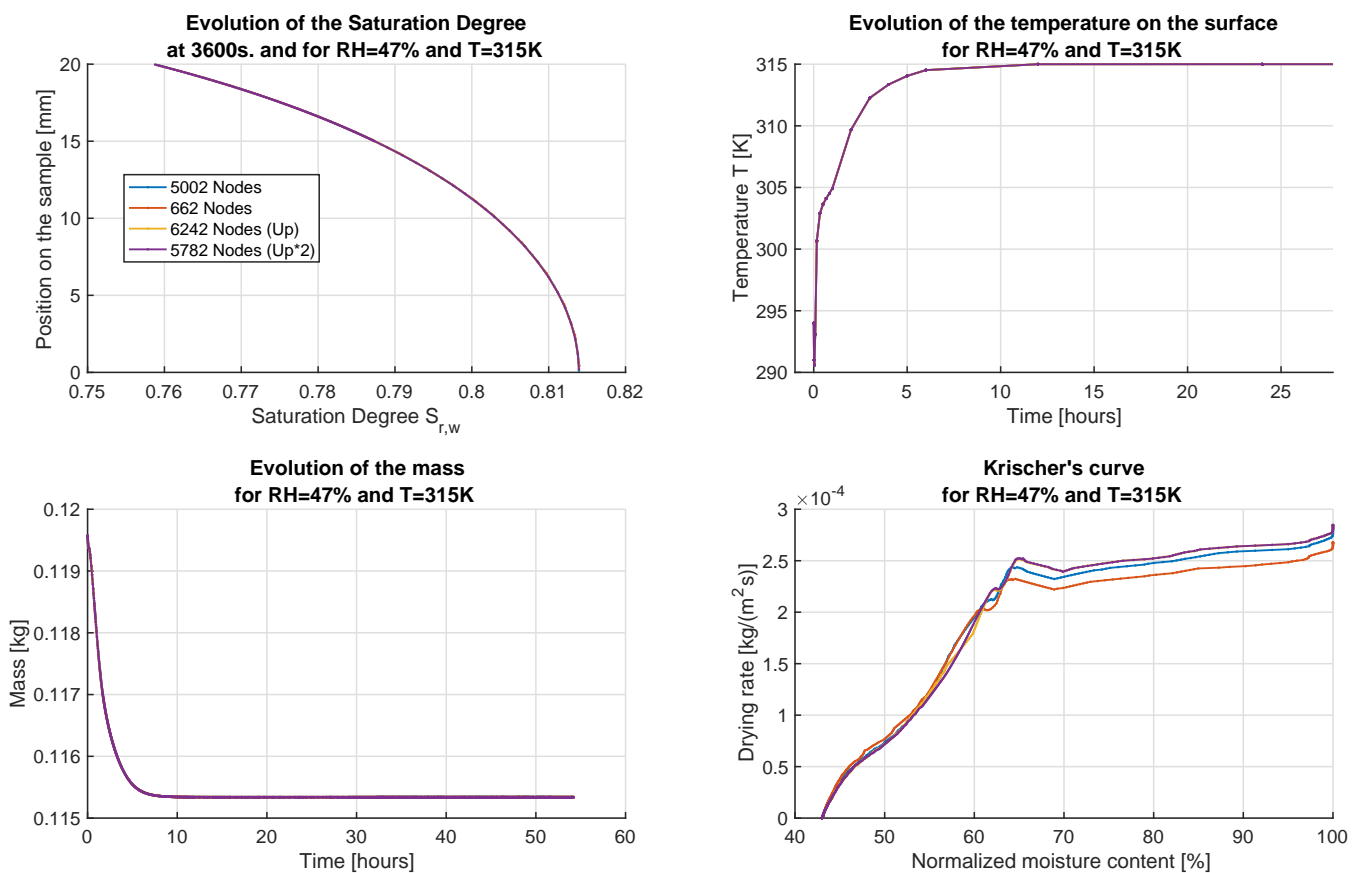 Evolution of the Saturation Degree
at 3600s. and for RH=47% and T=315K
20
15
10
5
0
Position on the sample [mm]
5002 Nodes
662 Nodes
6242 Nodes (Up)
5782 Nodes (Up*2)
0.75 0.76 0.77 0.78 0.79 0.8 0.81 0.82
Saturation Degree S_{r,w}
Evolution of the temperature on the surface
for RH=47% and T=315K
315
310
305
300
295
290
Temperature T [K]
0 5 10 15 20 25
Time [hours]
Evolution of the mass
for RH=47% and T=315K
0.12
0.119
0.118
0.117
0.116
0.115
Mass [kg]
0 10 20 30 40 50 60
Time [hours]
Krischer's curve
for RH=47% and T=315K
×10^{-4}
3
2.5
2
1.5
1
0.5
0
Drying rate [kg/(m^2 s)]
40 50 60 70 80 90 100
Normalized moisture content [%]